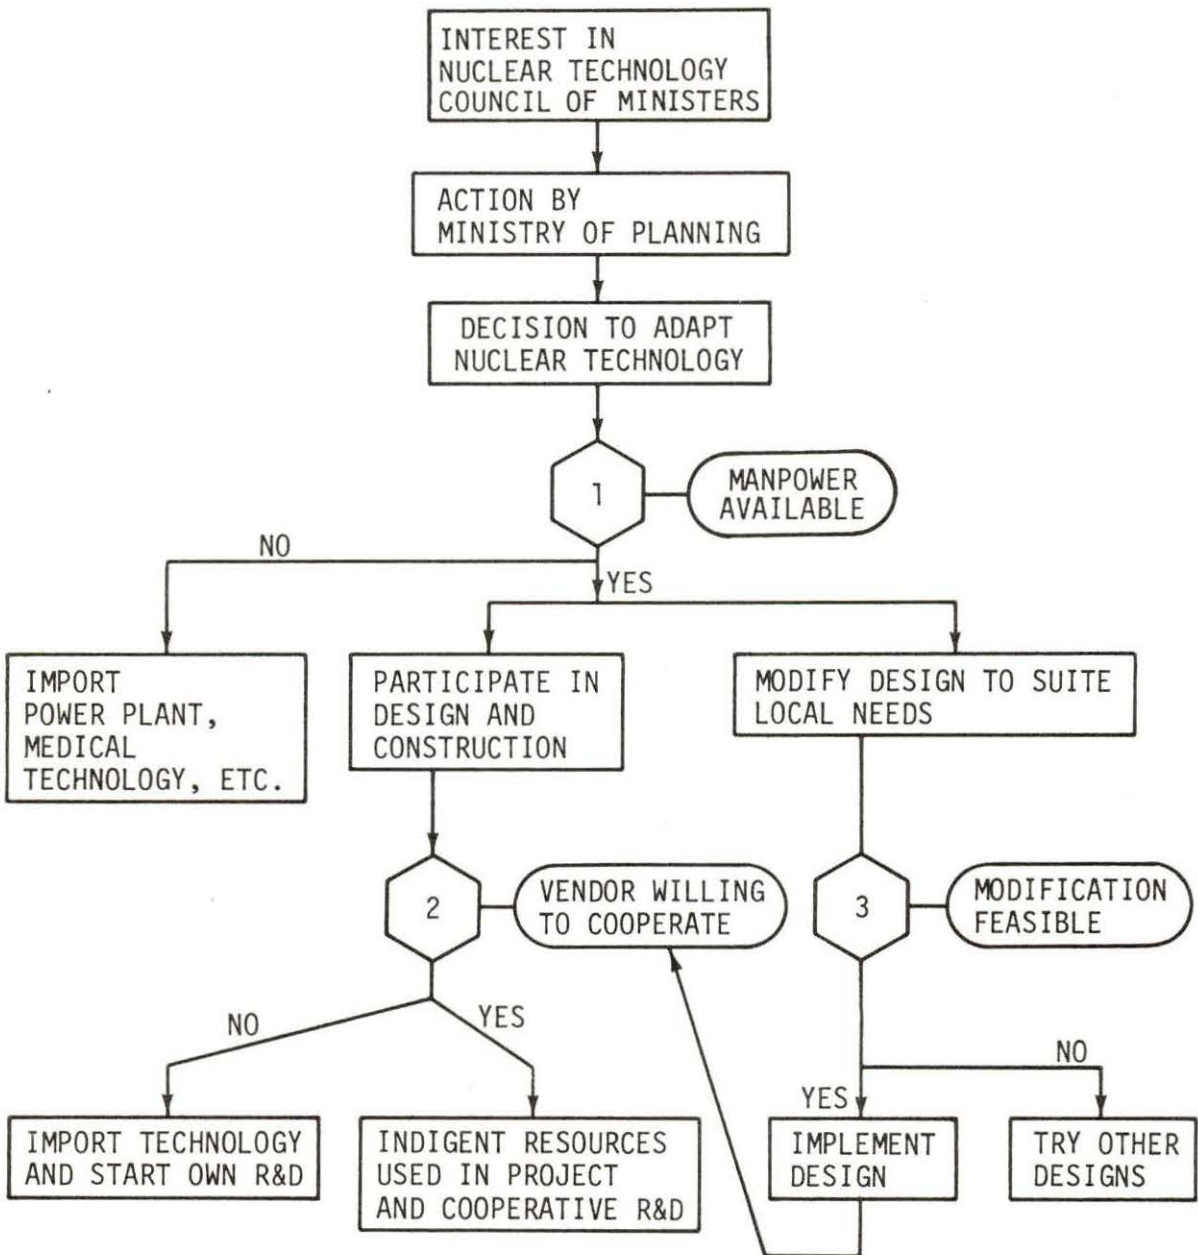 INTEREST IN
NUCLEAR TECHNOLOGY
COUNCIL OF MINISTERS
ACTION BY
MINISTRY OF PLANNING
DECISION TO ADAPT
NUCLEAR TECHNOLOGY
1
MANPOWER
AVAILABLE
NO
YES
IMPORT
POWER PLANT,
MEDICAL
TECHNOLOGY, ETC.
PARTICIPATE IN
DESIGN AND
CONSTRUCTION
MODIFY DESIGN TO SUITE
LOCAL NEEDS
2
VENDOR WILLING
TO COOPERATE
3
MODIFICATION
FEASIBLE
NO
YES
NO
YES
IMPORT TECHNOLOGY
AND START OWN R&D
INDIGENT RESOURCES
USED IN PROJECT
AND COOPERATIVE R&D
IMPLEMENT
DESIGN
TRY OTHER
DESIGNS